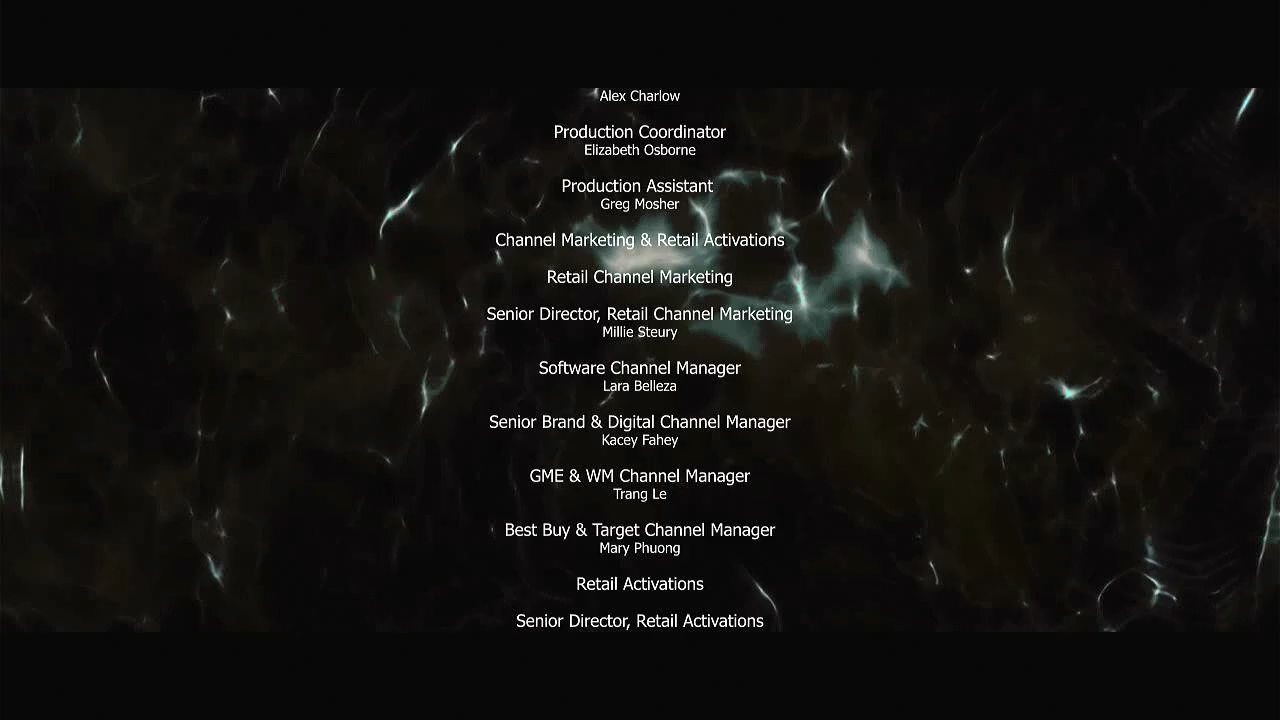 Alex Charlow
Production Coordinator
Elizabeth Osborne
Production Assistant
Greg Mosher
Channel Marketing & Retail Activations
Retail Channel Marketing
Senior Director, Retail Channel Marketing
Millie Steury
Software Channel Manager
Lara Belleza
Senior Brand & Digital Channel Manager
Kacey Fahey
GME & WM Channel Manager
Trang Le
Best Buy & Target Channel Manager
Mary Phuong
Retail Activations
Senior Director, Retail Activations